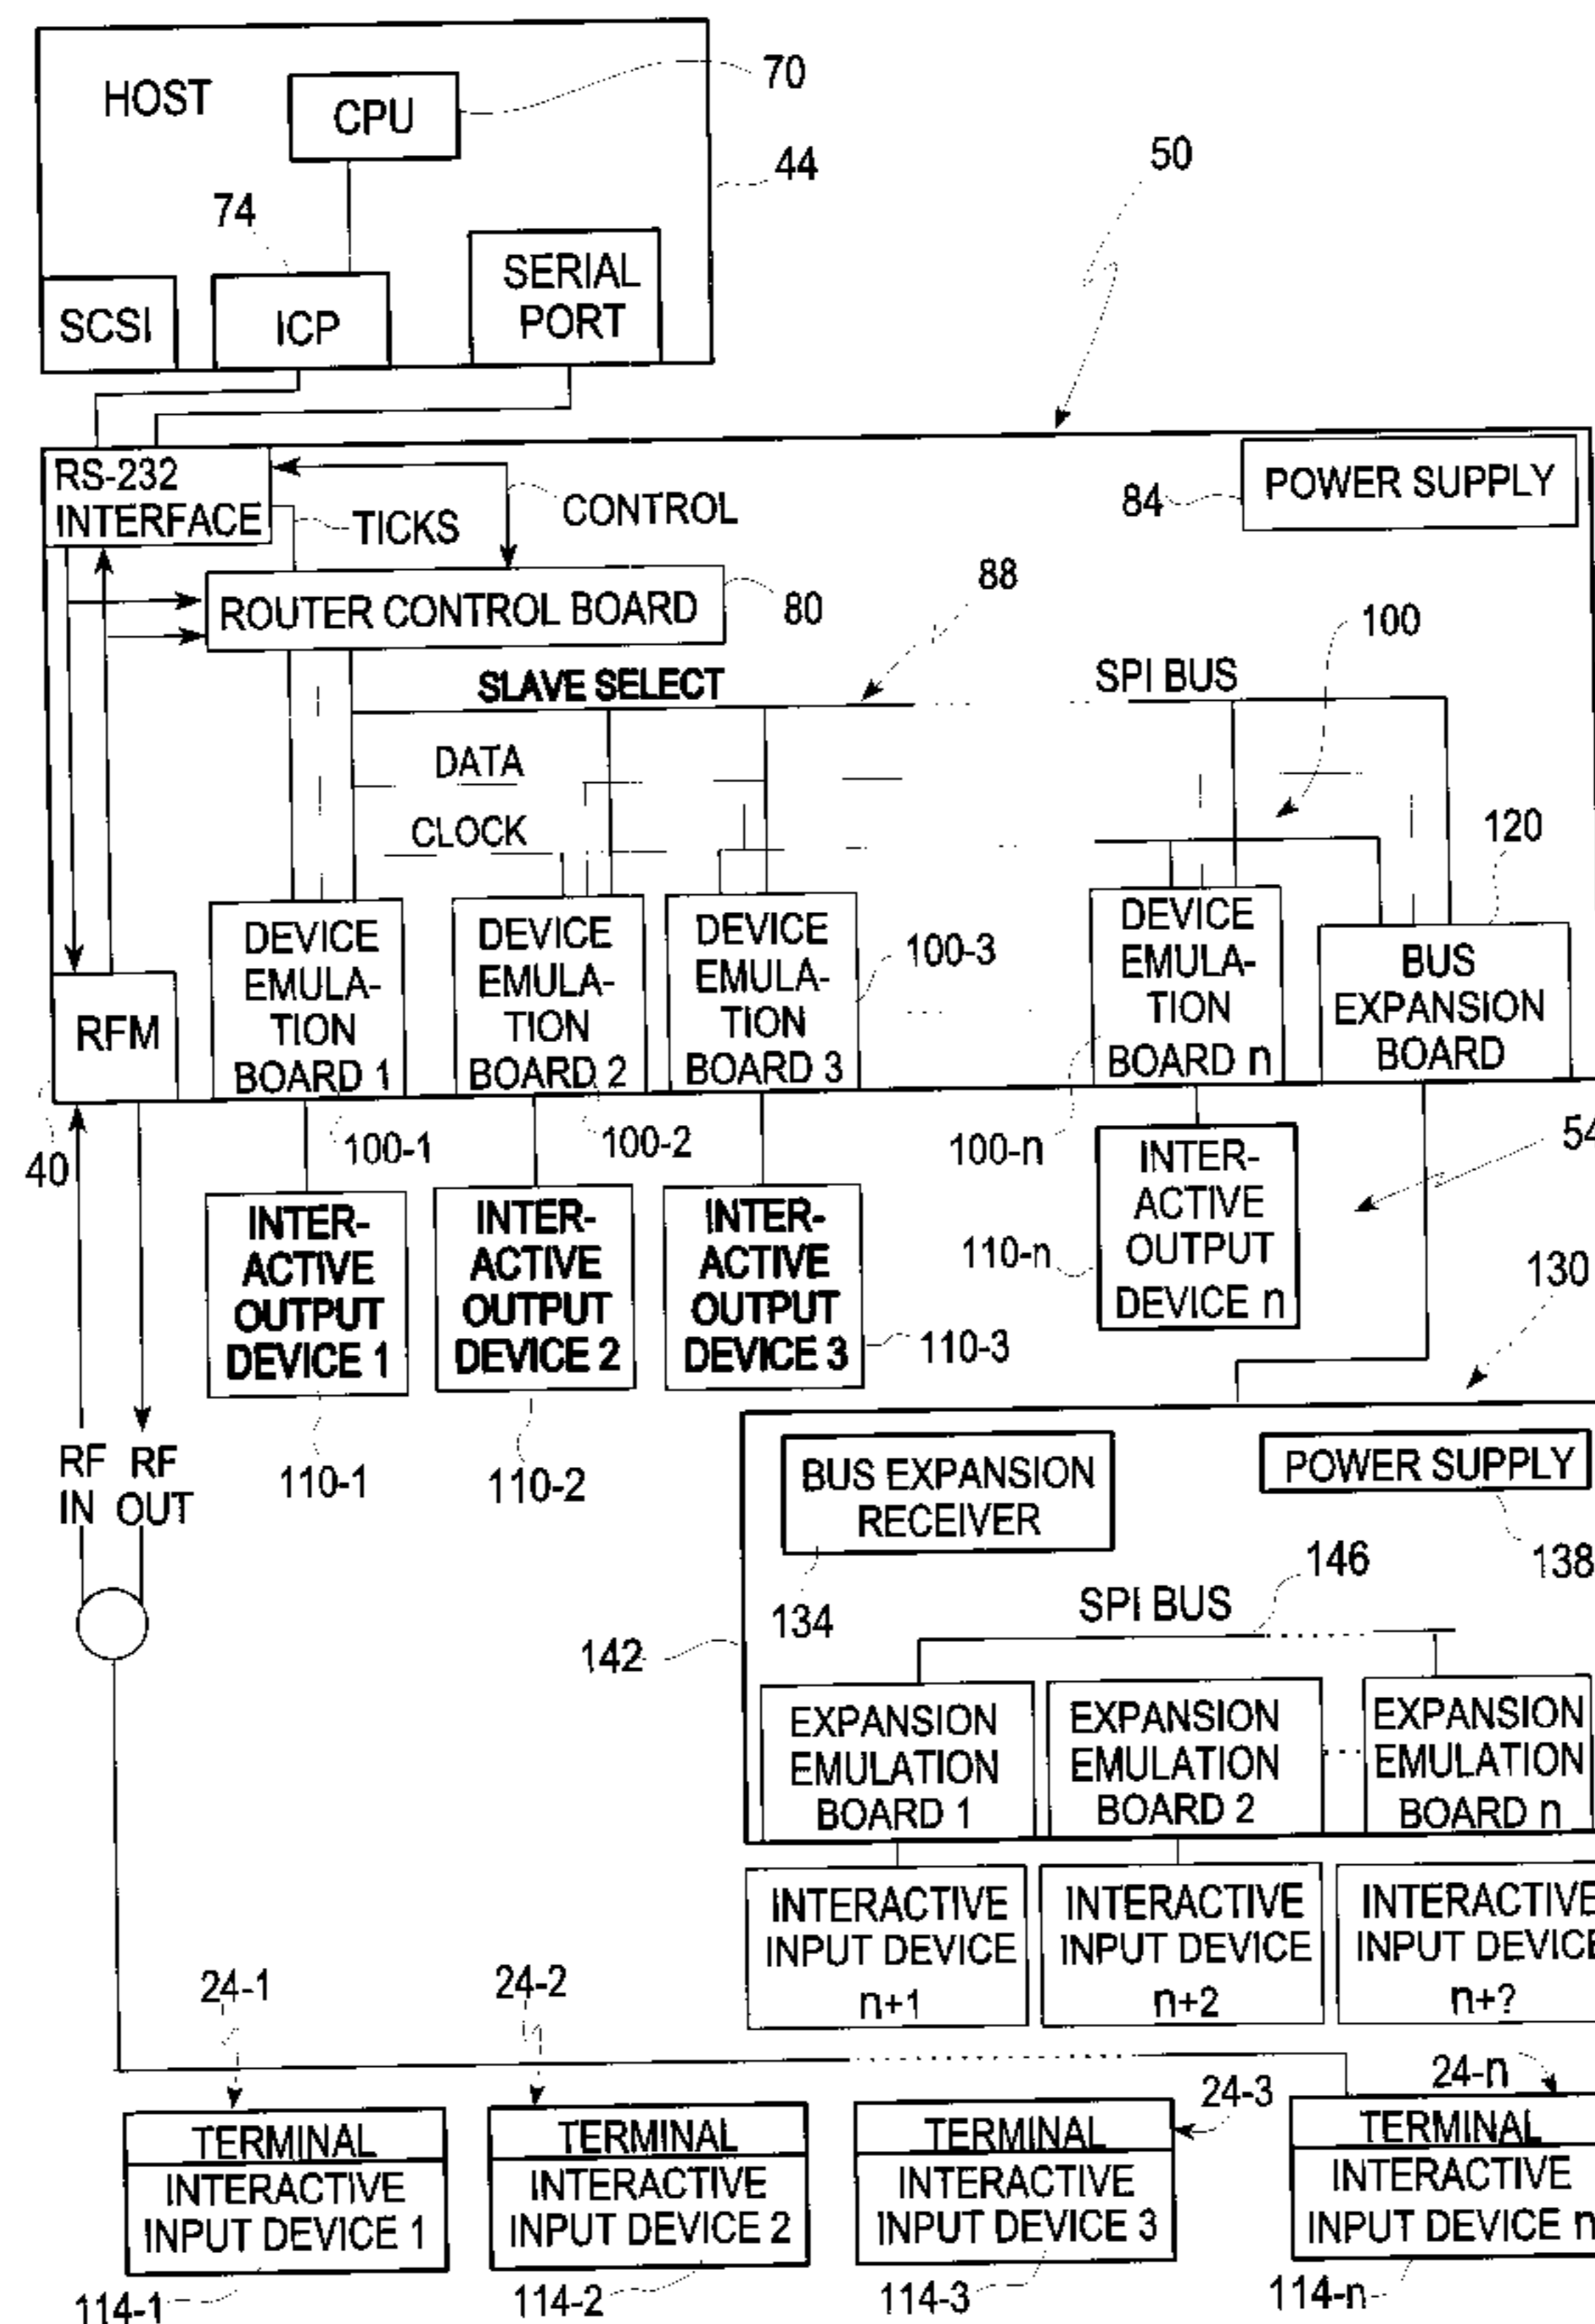 HOST
CPU
70
44
74
SCSI
ICP
SERIAL
PORT
50
RS-232
INTERFACE
TICKS
CONTROL
84
POWER SUPPLY
ROUTER CONTROL BOARD
80
88
100
SLAVE SELECT
SPI BUS
DATA
CLOCK
120
DEVICE
EMULA-
TION
BOARD 1
DEVICE
EMULA-
TION
BOARD 2
DEVICE
EMULA-
TION
BOARD 3
100-3
DEVICE
EMULA-
TION
BOARD n
BUS
EXPANSION
BOARD
RFM
40
100-1
100-2
100-n
54
INTER-
ACTIVE
OUTPUT
DEVICE 1
INTER-
ACTIVE
OUTPUT
DEVICE 2
INTER-
ACTIVE
OUTPUT
DEVICE 3
110-3
110-n
INTER-
ACTIVE
OUTPUT
DEVICE n
130
RF
IN
RF
OUT
110-1
110-2
BUS EXPANSION
RECEIVER
POWER SUPPLY
134
138
146
SPI BUS
142
EXPANSION
EMULATION
BOARD 1
EXPANSION
EMULATION
BOARD 2
EXPANSION
EMULATION
BOARD n
INTERACTIVE
INPUT DEVICE
n+1
INTERACTIVE
INPUT DEVICE
n+2
INTERACTIVE
INPUT DEVICE
n+?
24-1
24-2
24-3
24-n
TERMINAL
INTERACTIVE
INPUT DEVICE 1
TERMINAL
INTERACTIVE
INPUT DEVICE 2
TERMINAL
INTERACTIVE
INPUT DEVICE 3
TERMINAL
INTERACTIVE
INPUT DEVICE n
114-1
114-2
114-3
114-n